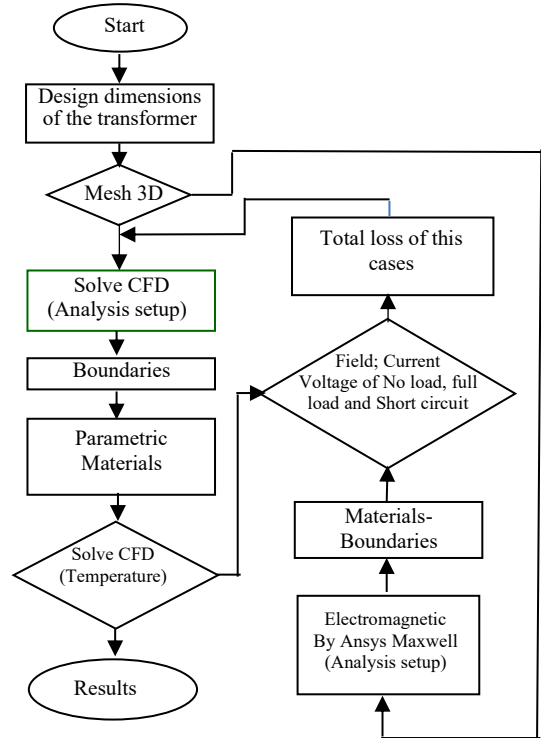 Start
Design dimensions
of the transformer
Mesh 3D
Solve CFD
(Analysis setup)
Boundaries
Parametric
Materials
Solve CFD
(Temperature)
Results
Total loss of this
cases
Field; Current
Voltage of No load, full
load and Short circuit
Materials-
Boundaries
Electromagnetic
By Ansys Maxwell
(Analysis setup)